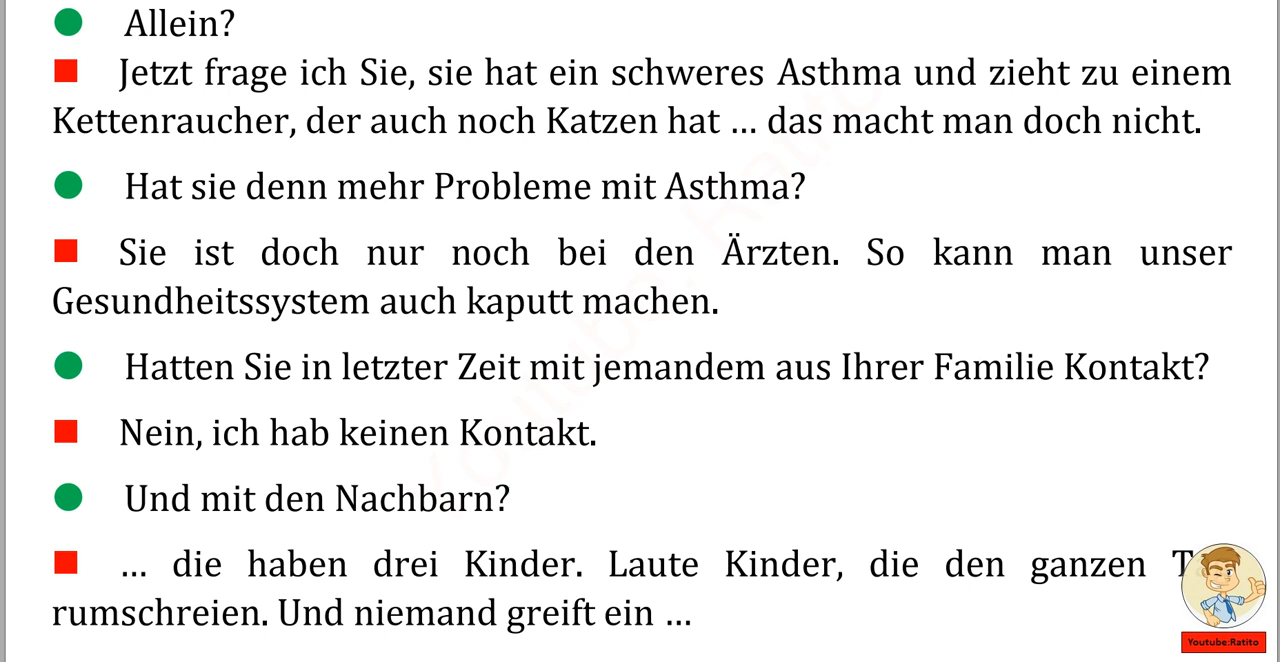 Allein?
Jetzt frage ich Sie, sie hat ein schweres Asthma und zieht zu einem
Kettenraucher, der auch noch Katzen hat ... das macht man doch nicht.
Hat sie denn mehr Probleme mit Asthma?
Sie ist doch nur noch bei den Ärzten. So kann man unser
Gesundheitssystem auch kaputt machen.
Hatten Sie in letzter Zeit mit jemandem aus Ihrer Familie Kontakt?
Nein, ich hab keinen Kontakt.
Und mit den Nachbarn?
... die haben drei Kinder. Laute Kinder, die den ganzen
rumschreien. Und niemand greift ein ...
Youtube:Ratito